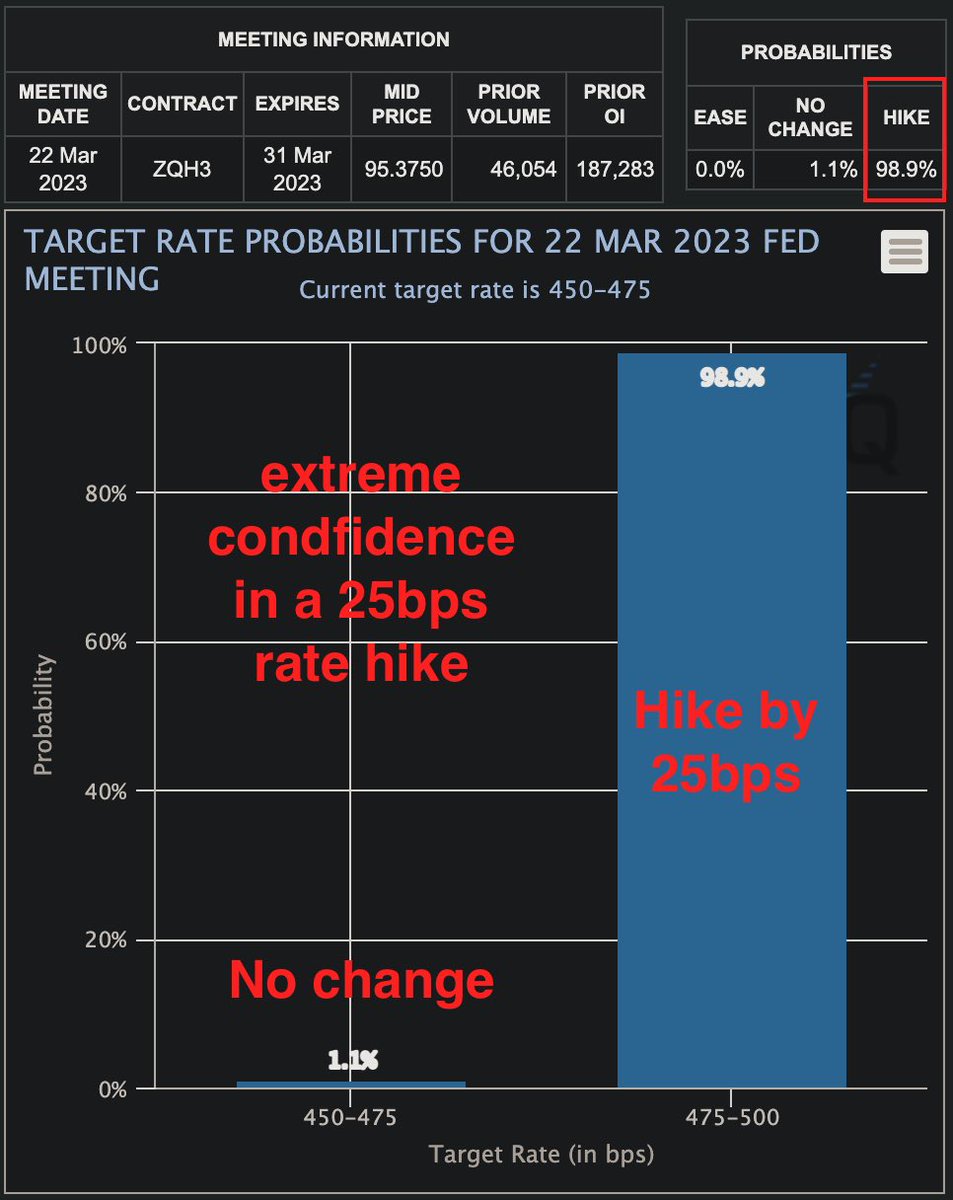 MEETING INFORMATION
MEETING DATE
CONTRACT
EXPIRES
MID PRICE
PRIOR VOLUME
PRIOR OI
22 Mar 2023
ZQH3
31 Mar 2023
95.3750
46,054
187,283
PROBABILITIES
EASE
NO CHANGE
HIKE
0.0%
1.1%
98.9%
TARGET RATE PROBABILITIES FOR 22 MAR 2023 FED
MEETING
Current target rate is 450–475
Probability
100%
80%
60%
40%
20%
0%
98.9%
Q
extreme
condfidence
in a 25bps
rate hike
Hike by
25bps
No change
1.1%
450–475
475–500
Target Rate (in bps)